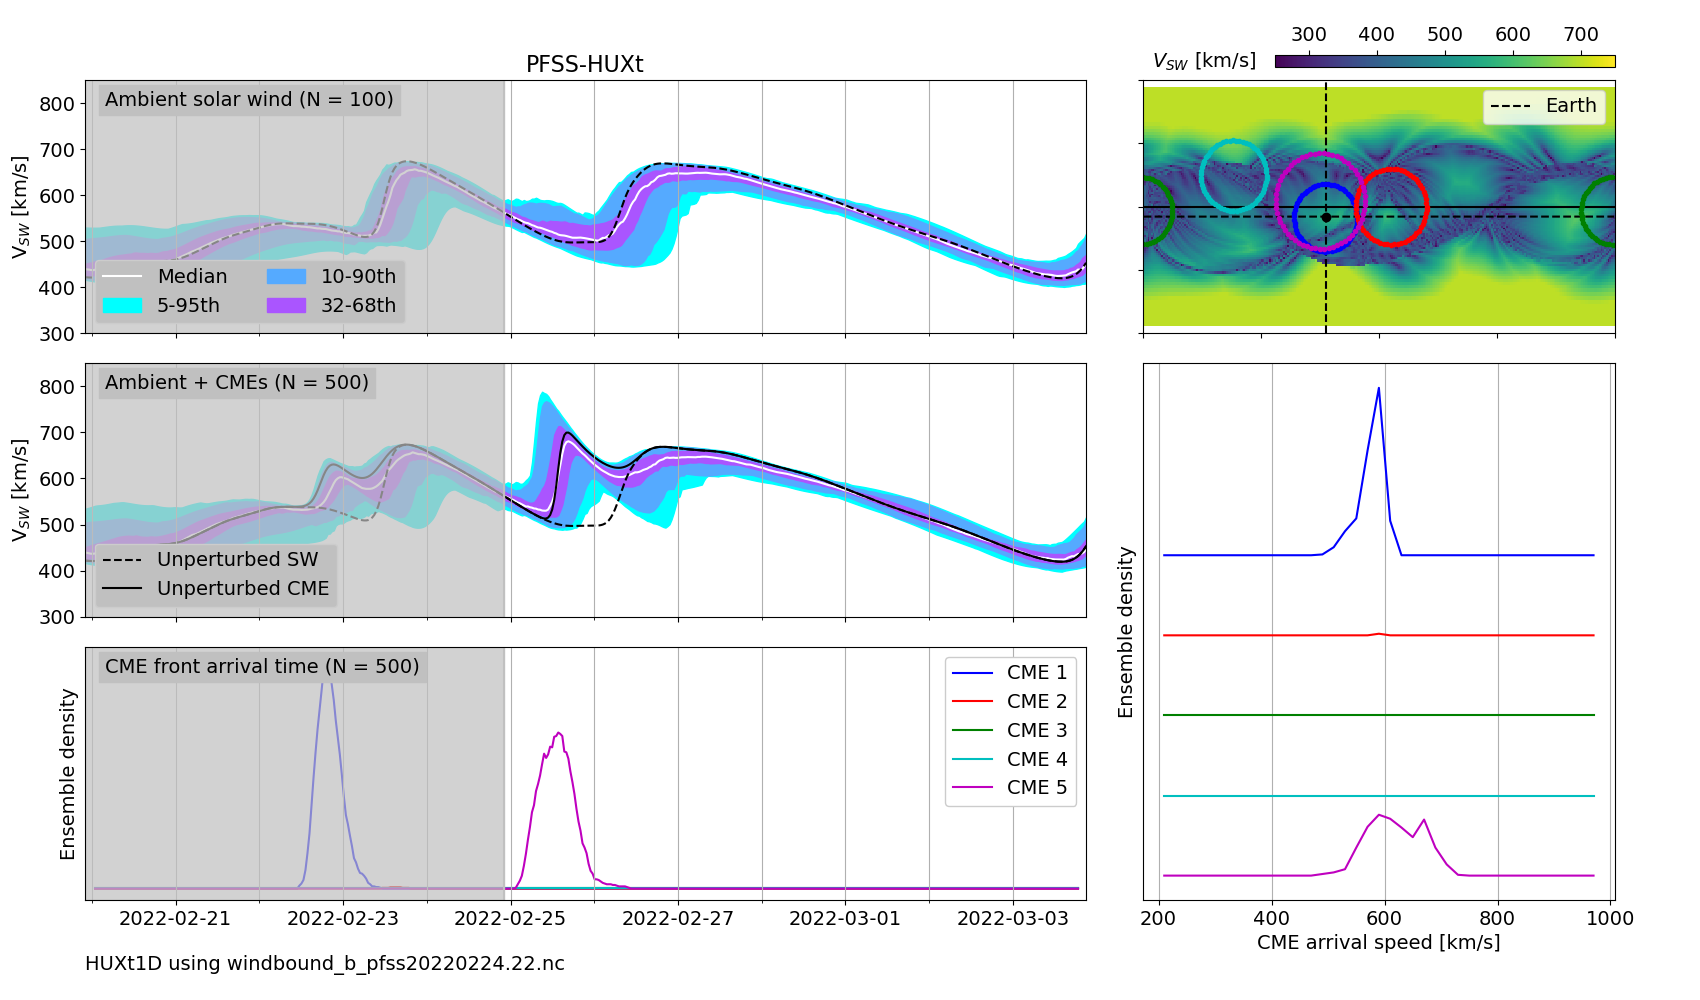 PFSS-HUXt
Ambient solar wind (N = 100)
800
700
600
500
400
300
V_SW [km/s]
Median
5-95th
10-90th
32-68th
Ambient + CMEs (N = 500)
800
700
600
500
400
300
V_SW [km/s]
Unperturbed SW
Unperturbed CME
CME front arrival time (N = 500)
Ensemble density
CME 1
CME 2
CME 3
CME 4
CME 5
2022-02-21 2022-02-23 2022-02-25 2022-02-27 2022-03-01 2022-03-03
HUXt1D using windbound_b_pfss20220224.22.nc
300 400 500 600 700
V_SW [km/s]
Earth
Ensemble density
200 400 600 800 1000
CME arrival speed [km/s]